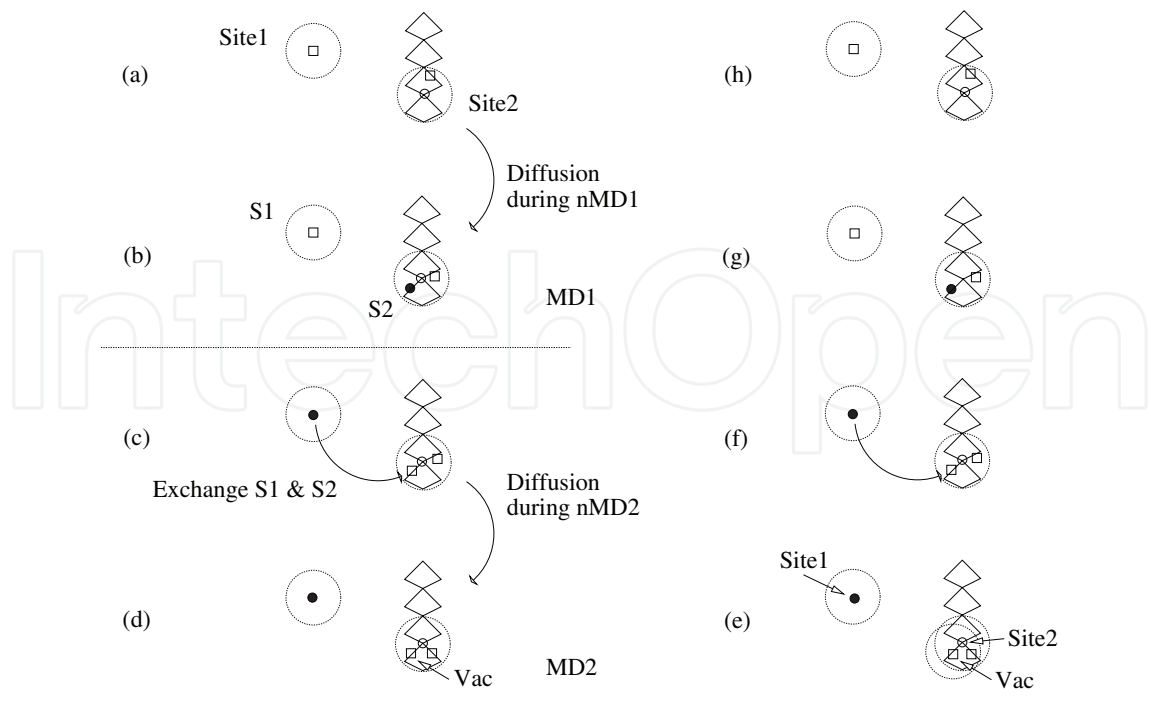 Site1
(a)
Site2
Diffusion
during nMD1
S1
(b)
S2
MD1
(c)
Exchange S1 & S2
Diffusion
during nMD2
(d)
Vac
MD2
(h)
(g)
(f)
Site1
(e)
Site2
Vac
IntechOpen